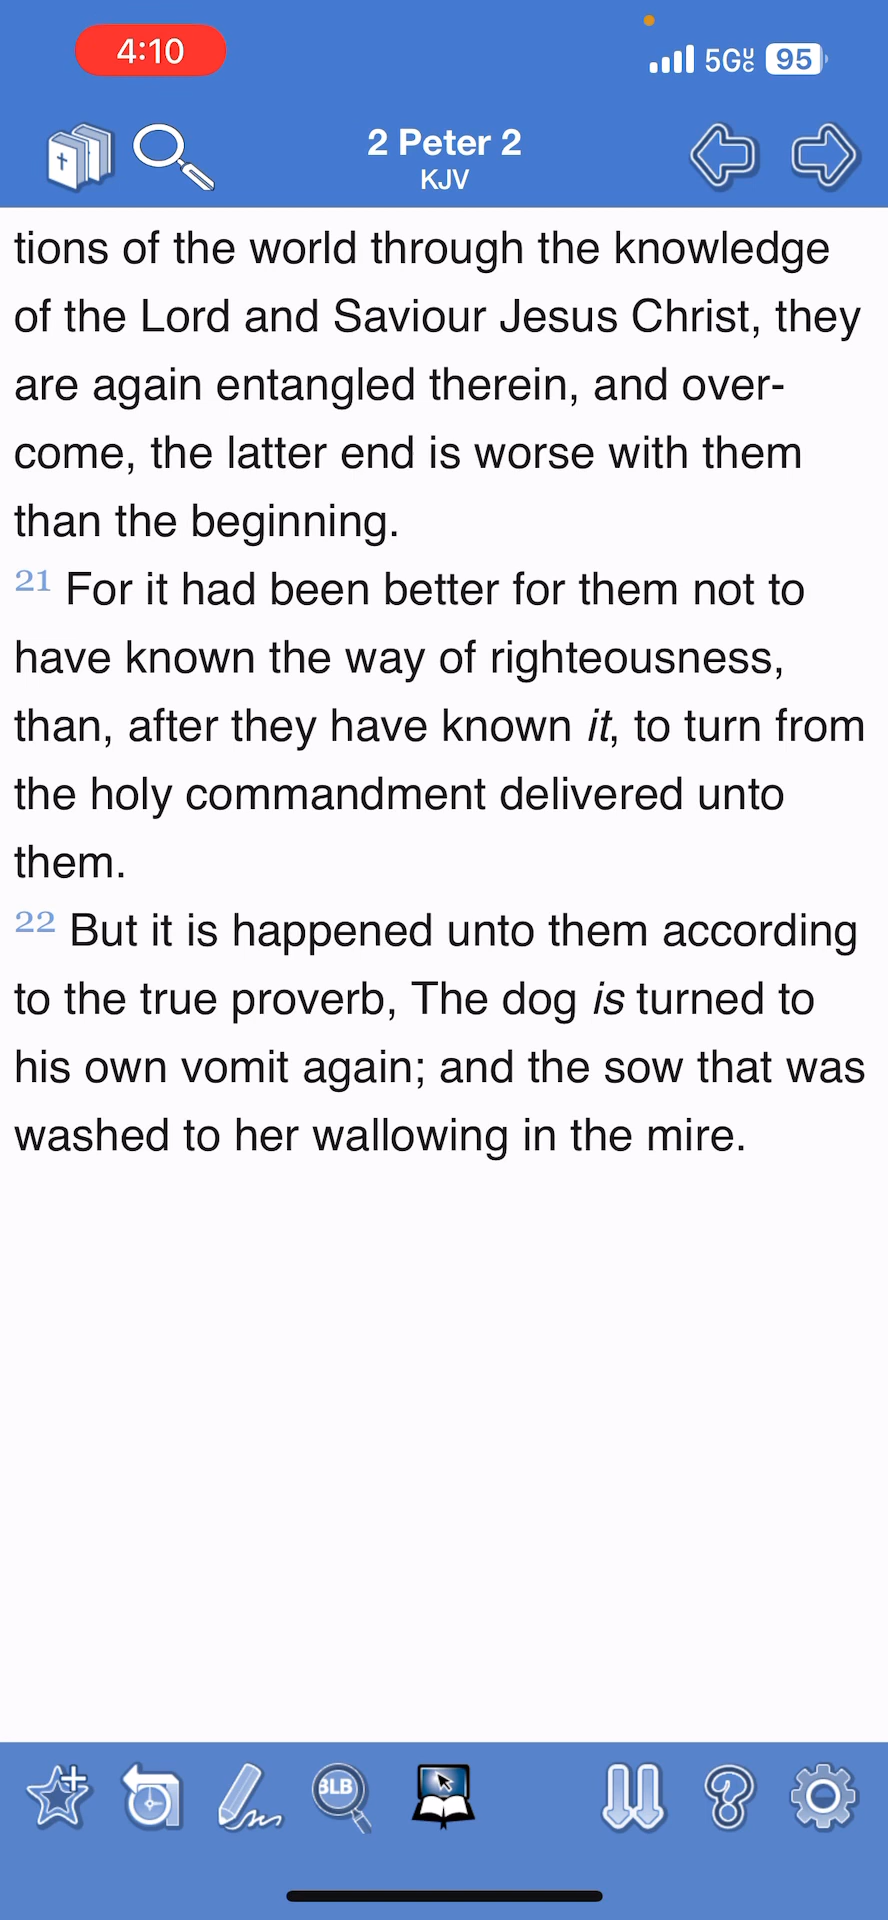 4:10
5G UC 95
2 Peter 2
KJV
tions of the world through the knowledge
of the Lord and Saviour Jesus Christ, they
are again entangled therein, and over-
come, the latter end is worse with them
than the beginning.
21 For it had been better for them not to
have known the way of righteousness,
than, after they have known it, to turn from
the holy commandment delivered unto
them.
22 But it is happened unto them according
to the true proverb, The dog is turned to
his own vomit again; and the sow that was
washed to her wallowing in the mire.
BLB